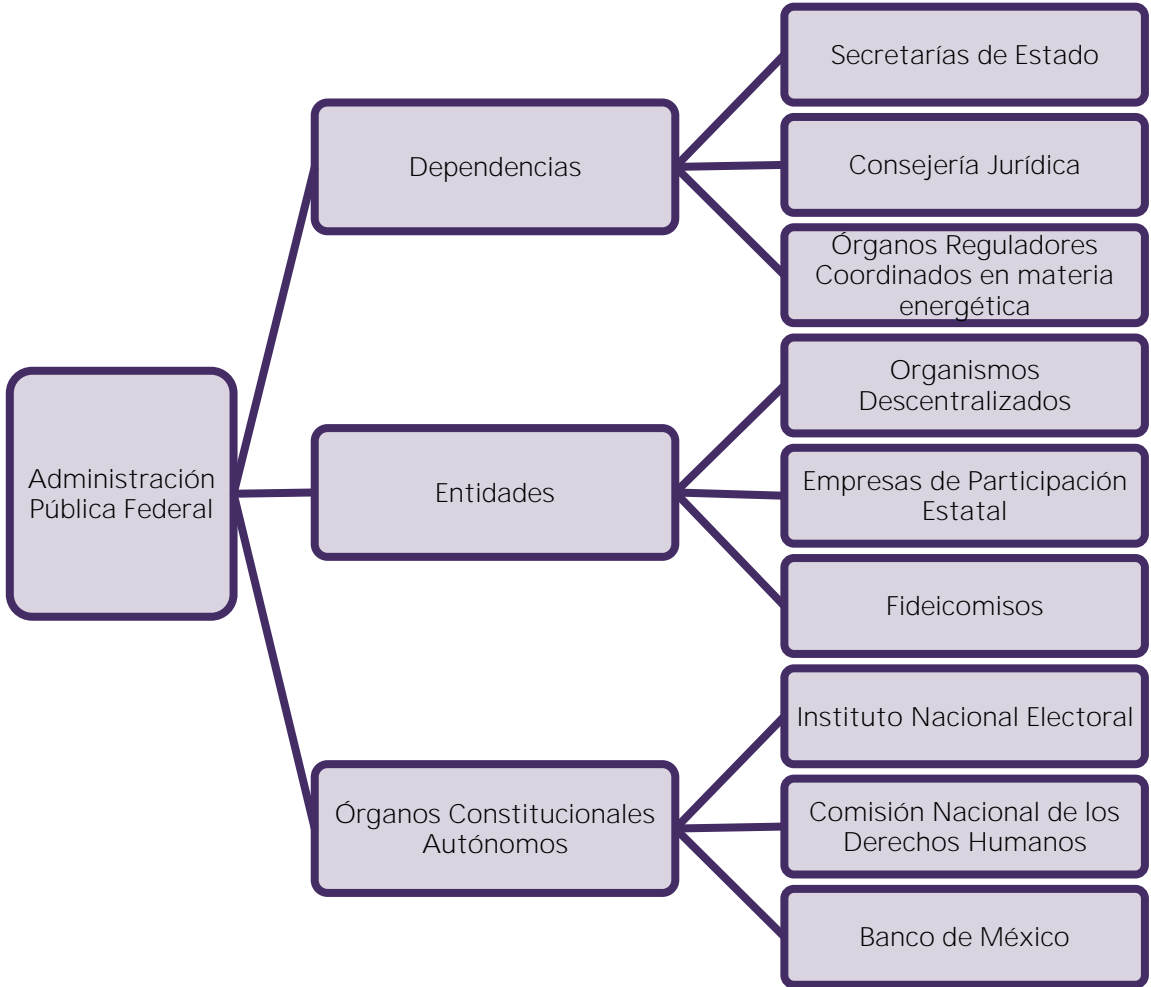 Administración
Pública Federal
Dependencias
Secretarías de Estado
Consejería Jurídica
Órganos Reguladores
Coordinados en materia
energética
Entidades
Organismos
Descentralizados
Empresas de Participación
Estatal
Fideicomisos
Órganos Constitucionales
Autónomos
Instituto Nacional Electoral
Comisión Nacional de los
Derechos Humanos
Banco de México